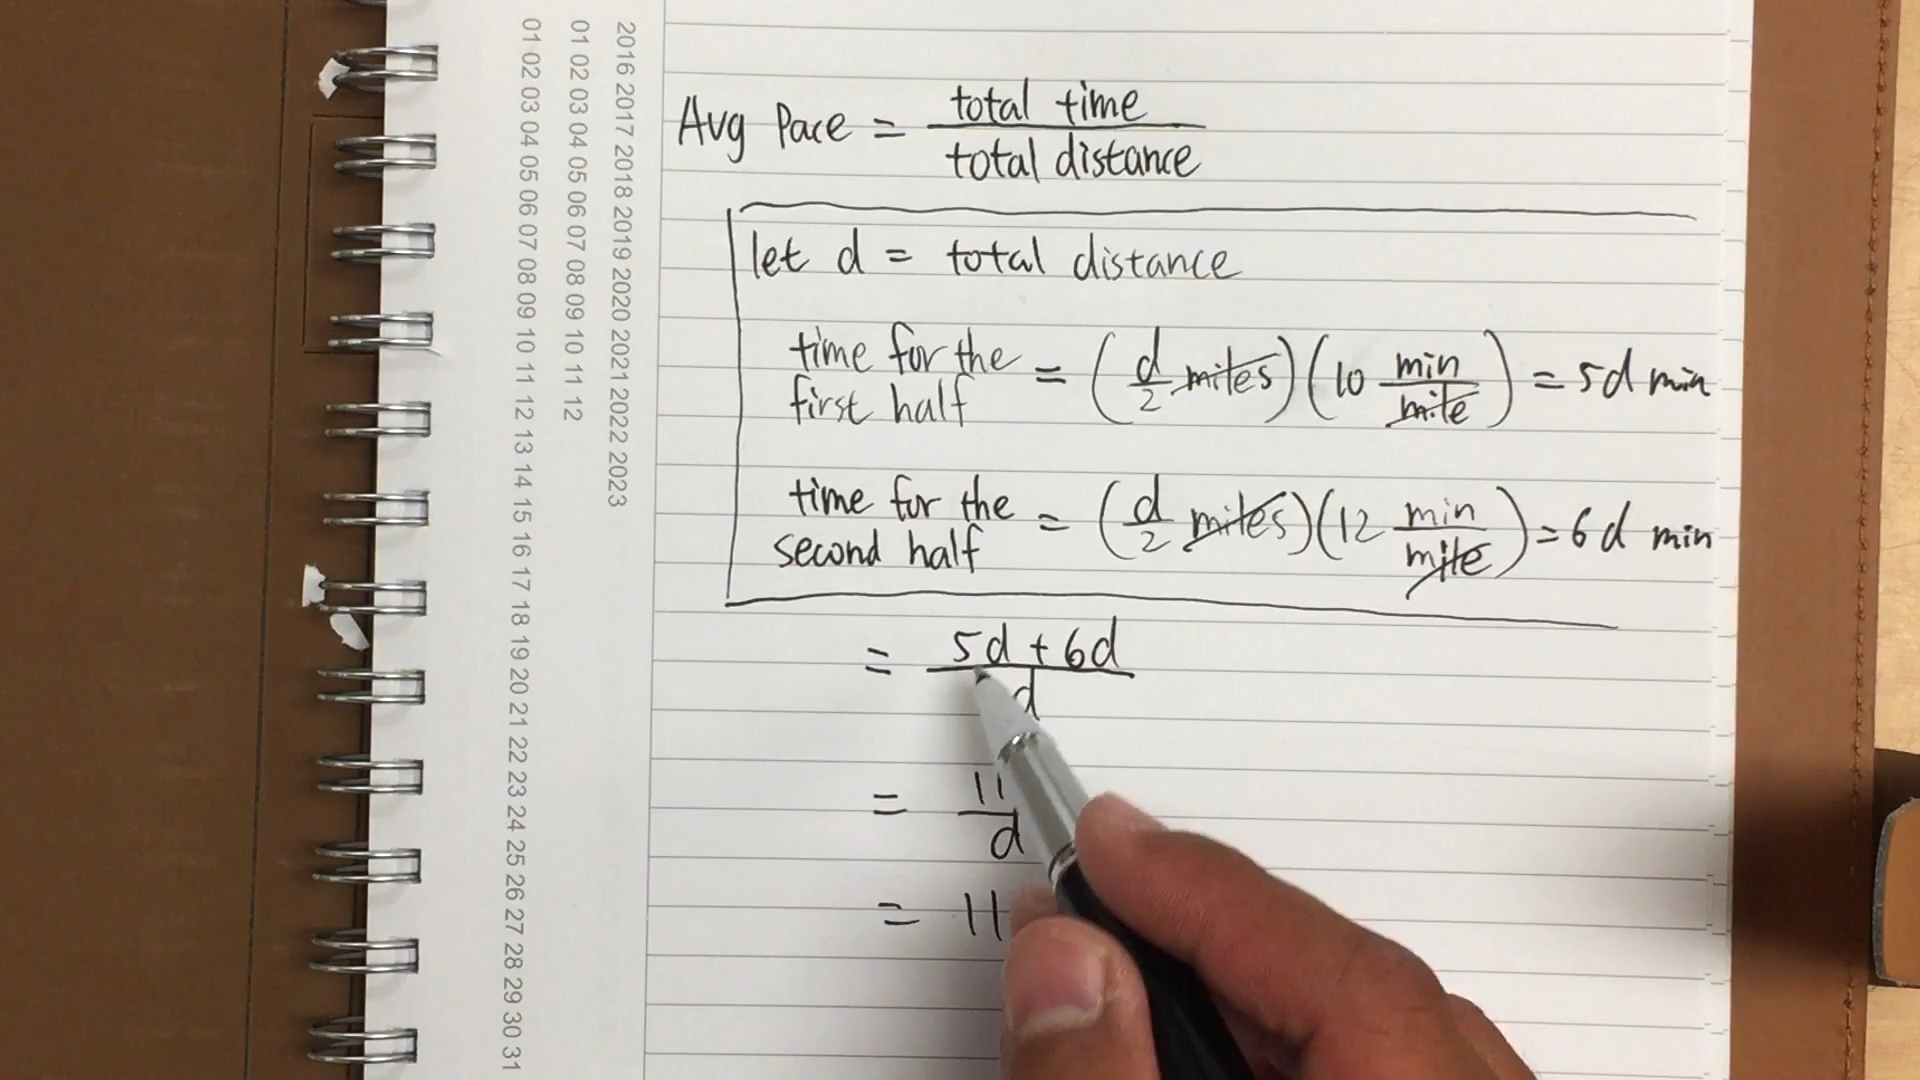 2016 2017 2018 2019 2020 2021 2022 2023
01 02 03 04 05 06 07 08 09 10 11 12
01 02 03 04 05 06 07 08 09 10 11 12 13 14 15 16 17 18 19 20 21 22 23 24 25 26 27 28 29 30 31
Avg Pace = total time / total distance
let d = total distance
time for the first half = (d/2 miles)(10 min/mile) = 5d min
time for the second half = (d/2 miles)(12 min/mile) = 6d min
= 5d + 6d / d
= 11 / d
= 11